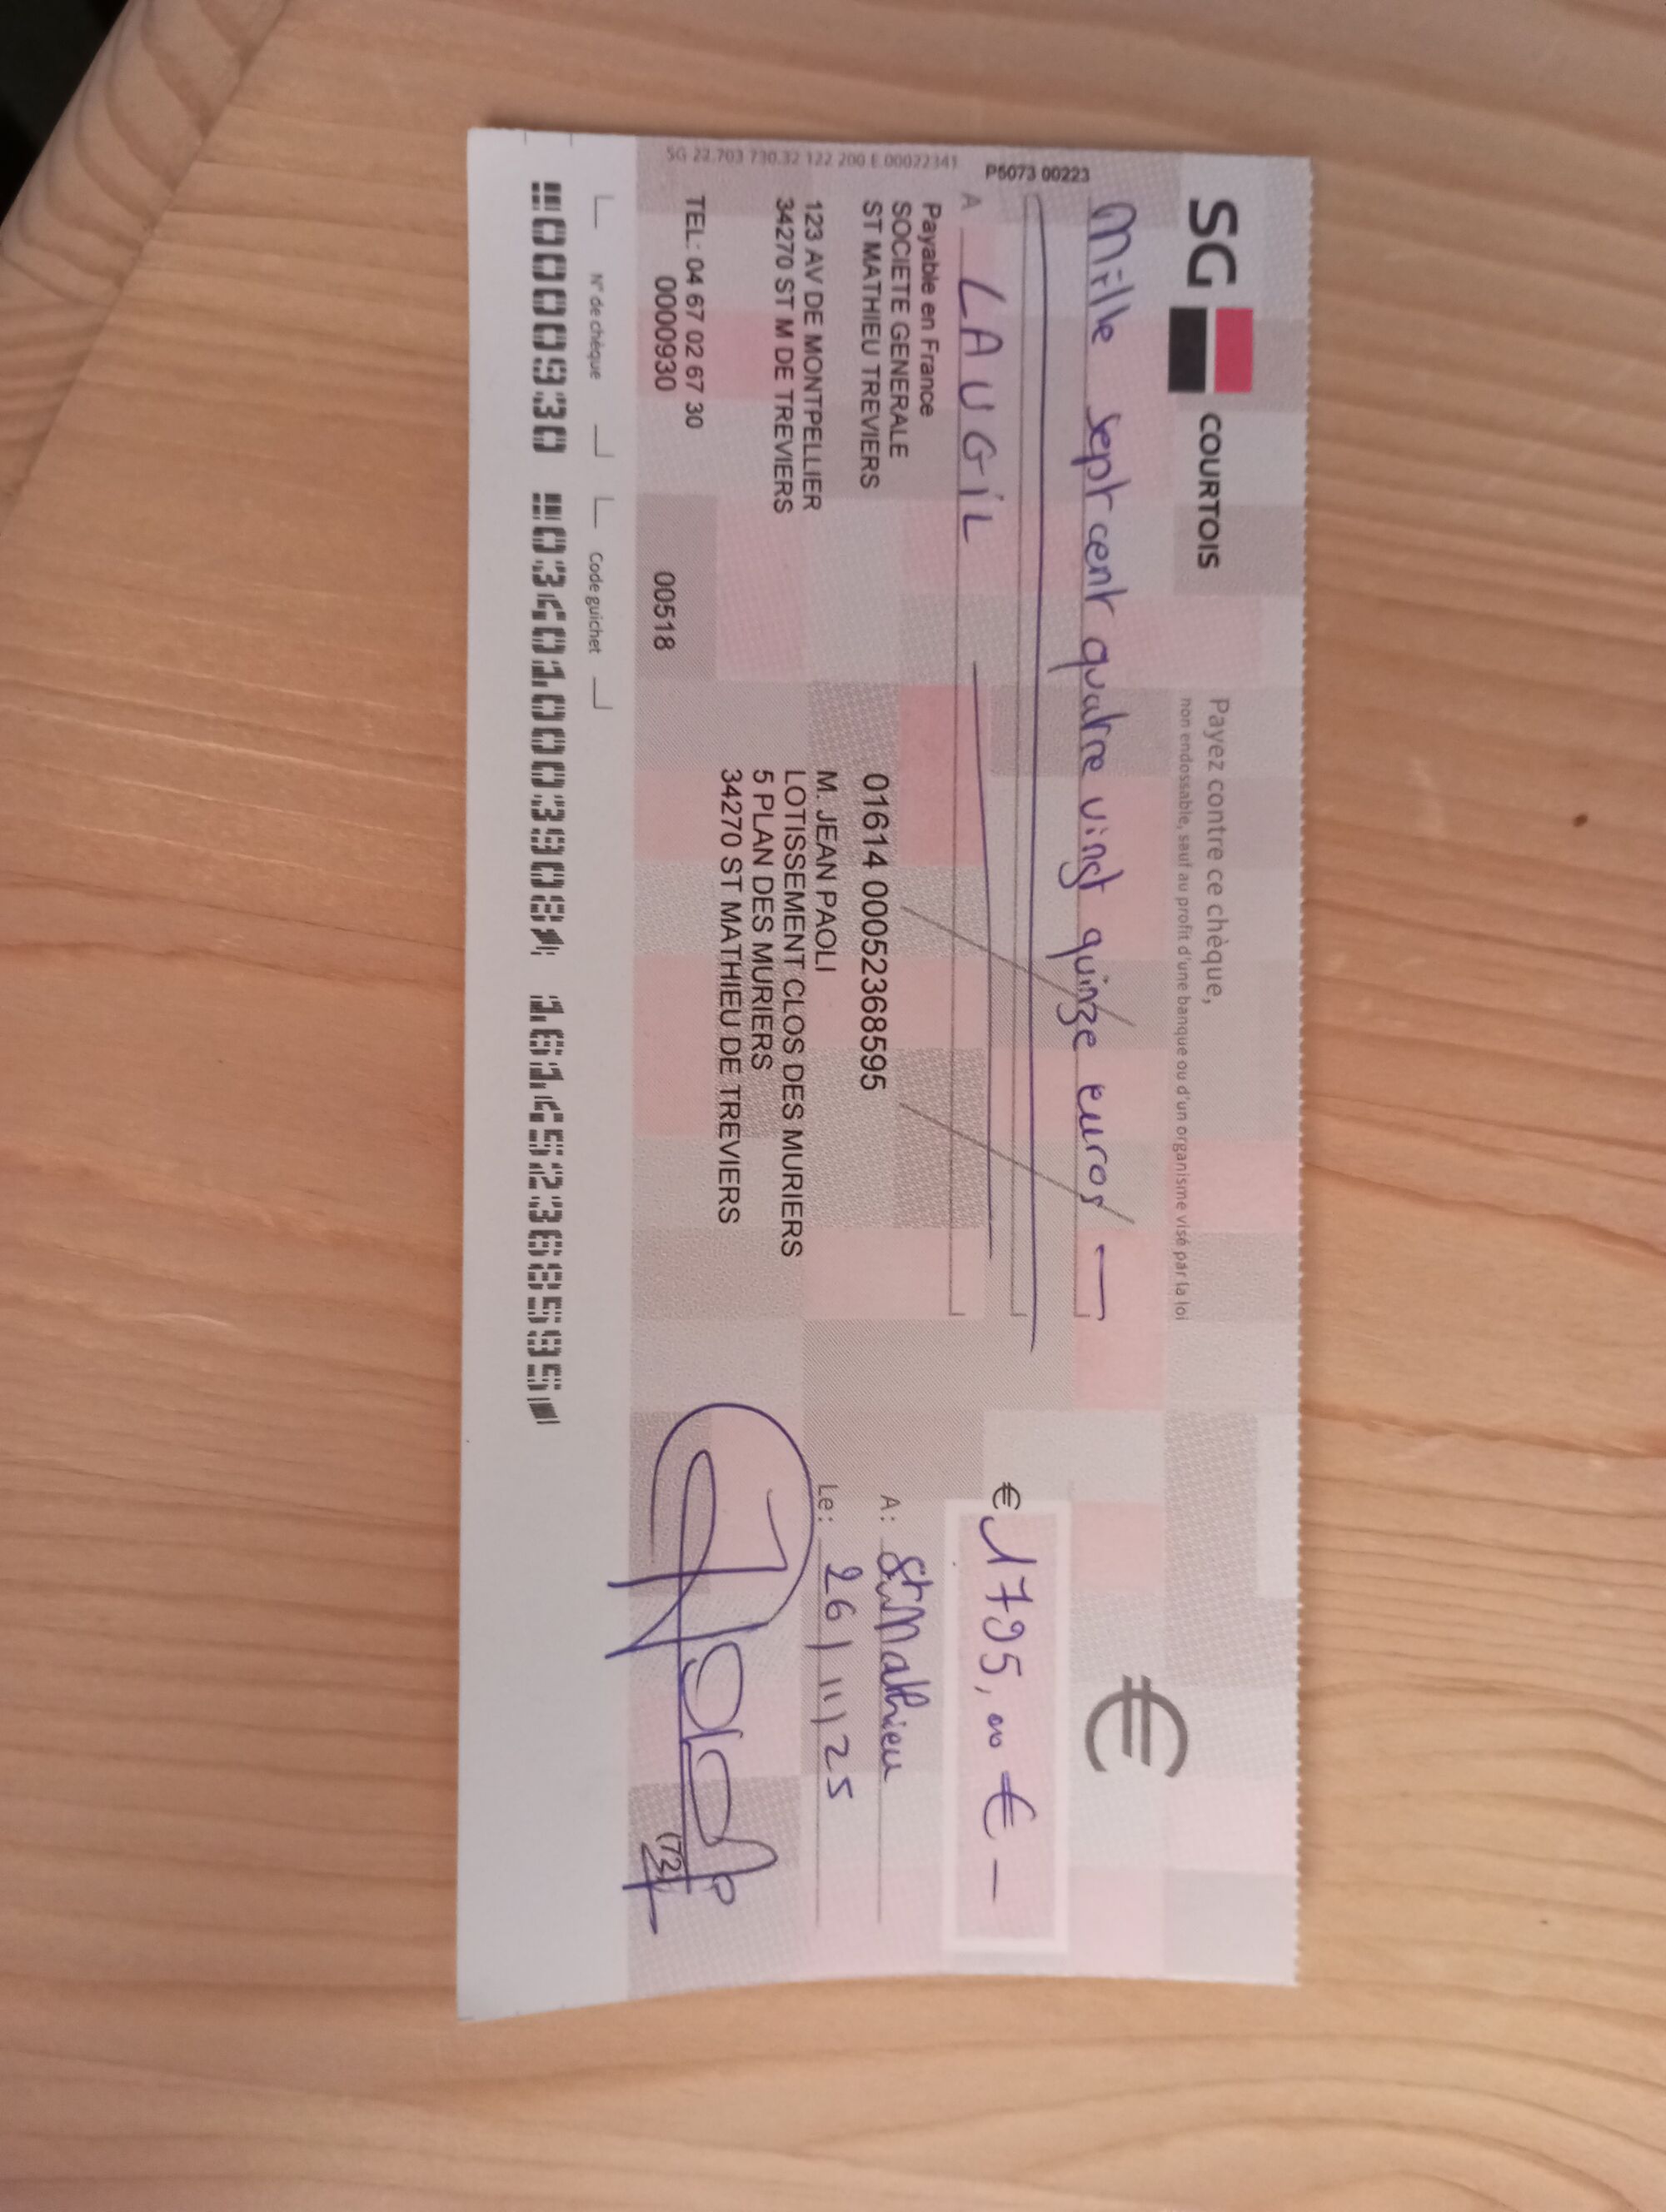 SG COURTOIS
Payez contre ce chèque,
non endossable, sauf au profit d'une banque ou d'un organisme visé par la loi
€
P5073 00223
Mille sept cent quatre vingt quinze euros
€ 1795,00 € —
A LAUGIL
Payable en France
SOCIETE GENERALE
ST MATHIEU TREVIERS
123 AV DE MONTPELLIER
34270 ST M DE TREVIERS
TEL: 04 67 02 67 30
0000930
00518
01614 00052368595
M. JEAN PAOLI
LOTISSEMENT CLOS DES MURIERS
5 PLAN DES MURIERS
34270 ST MATHIEU DE TREVIERS
A: St Mathieu
Le: 26/11/25
(72)
SG 22.703 730.32 122 200 E 00022341
N° de chèque
Code guichet
0000930 034010003908 161452368595